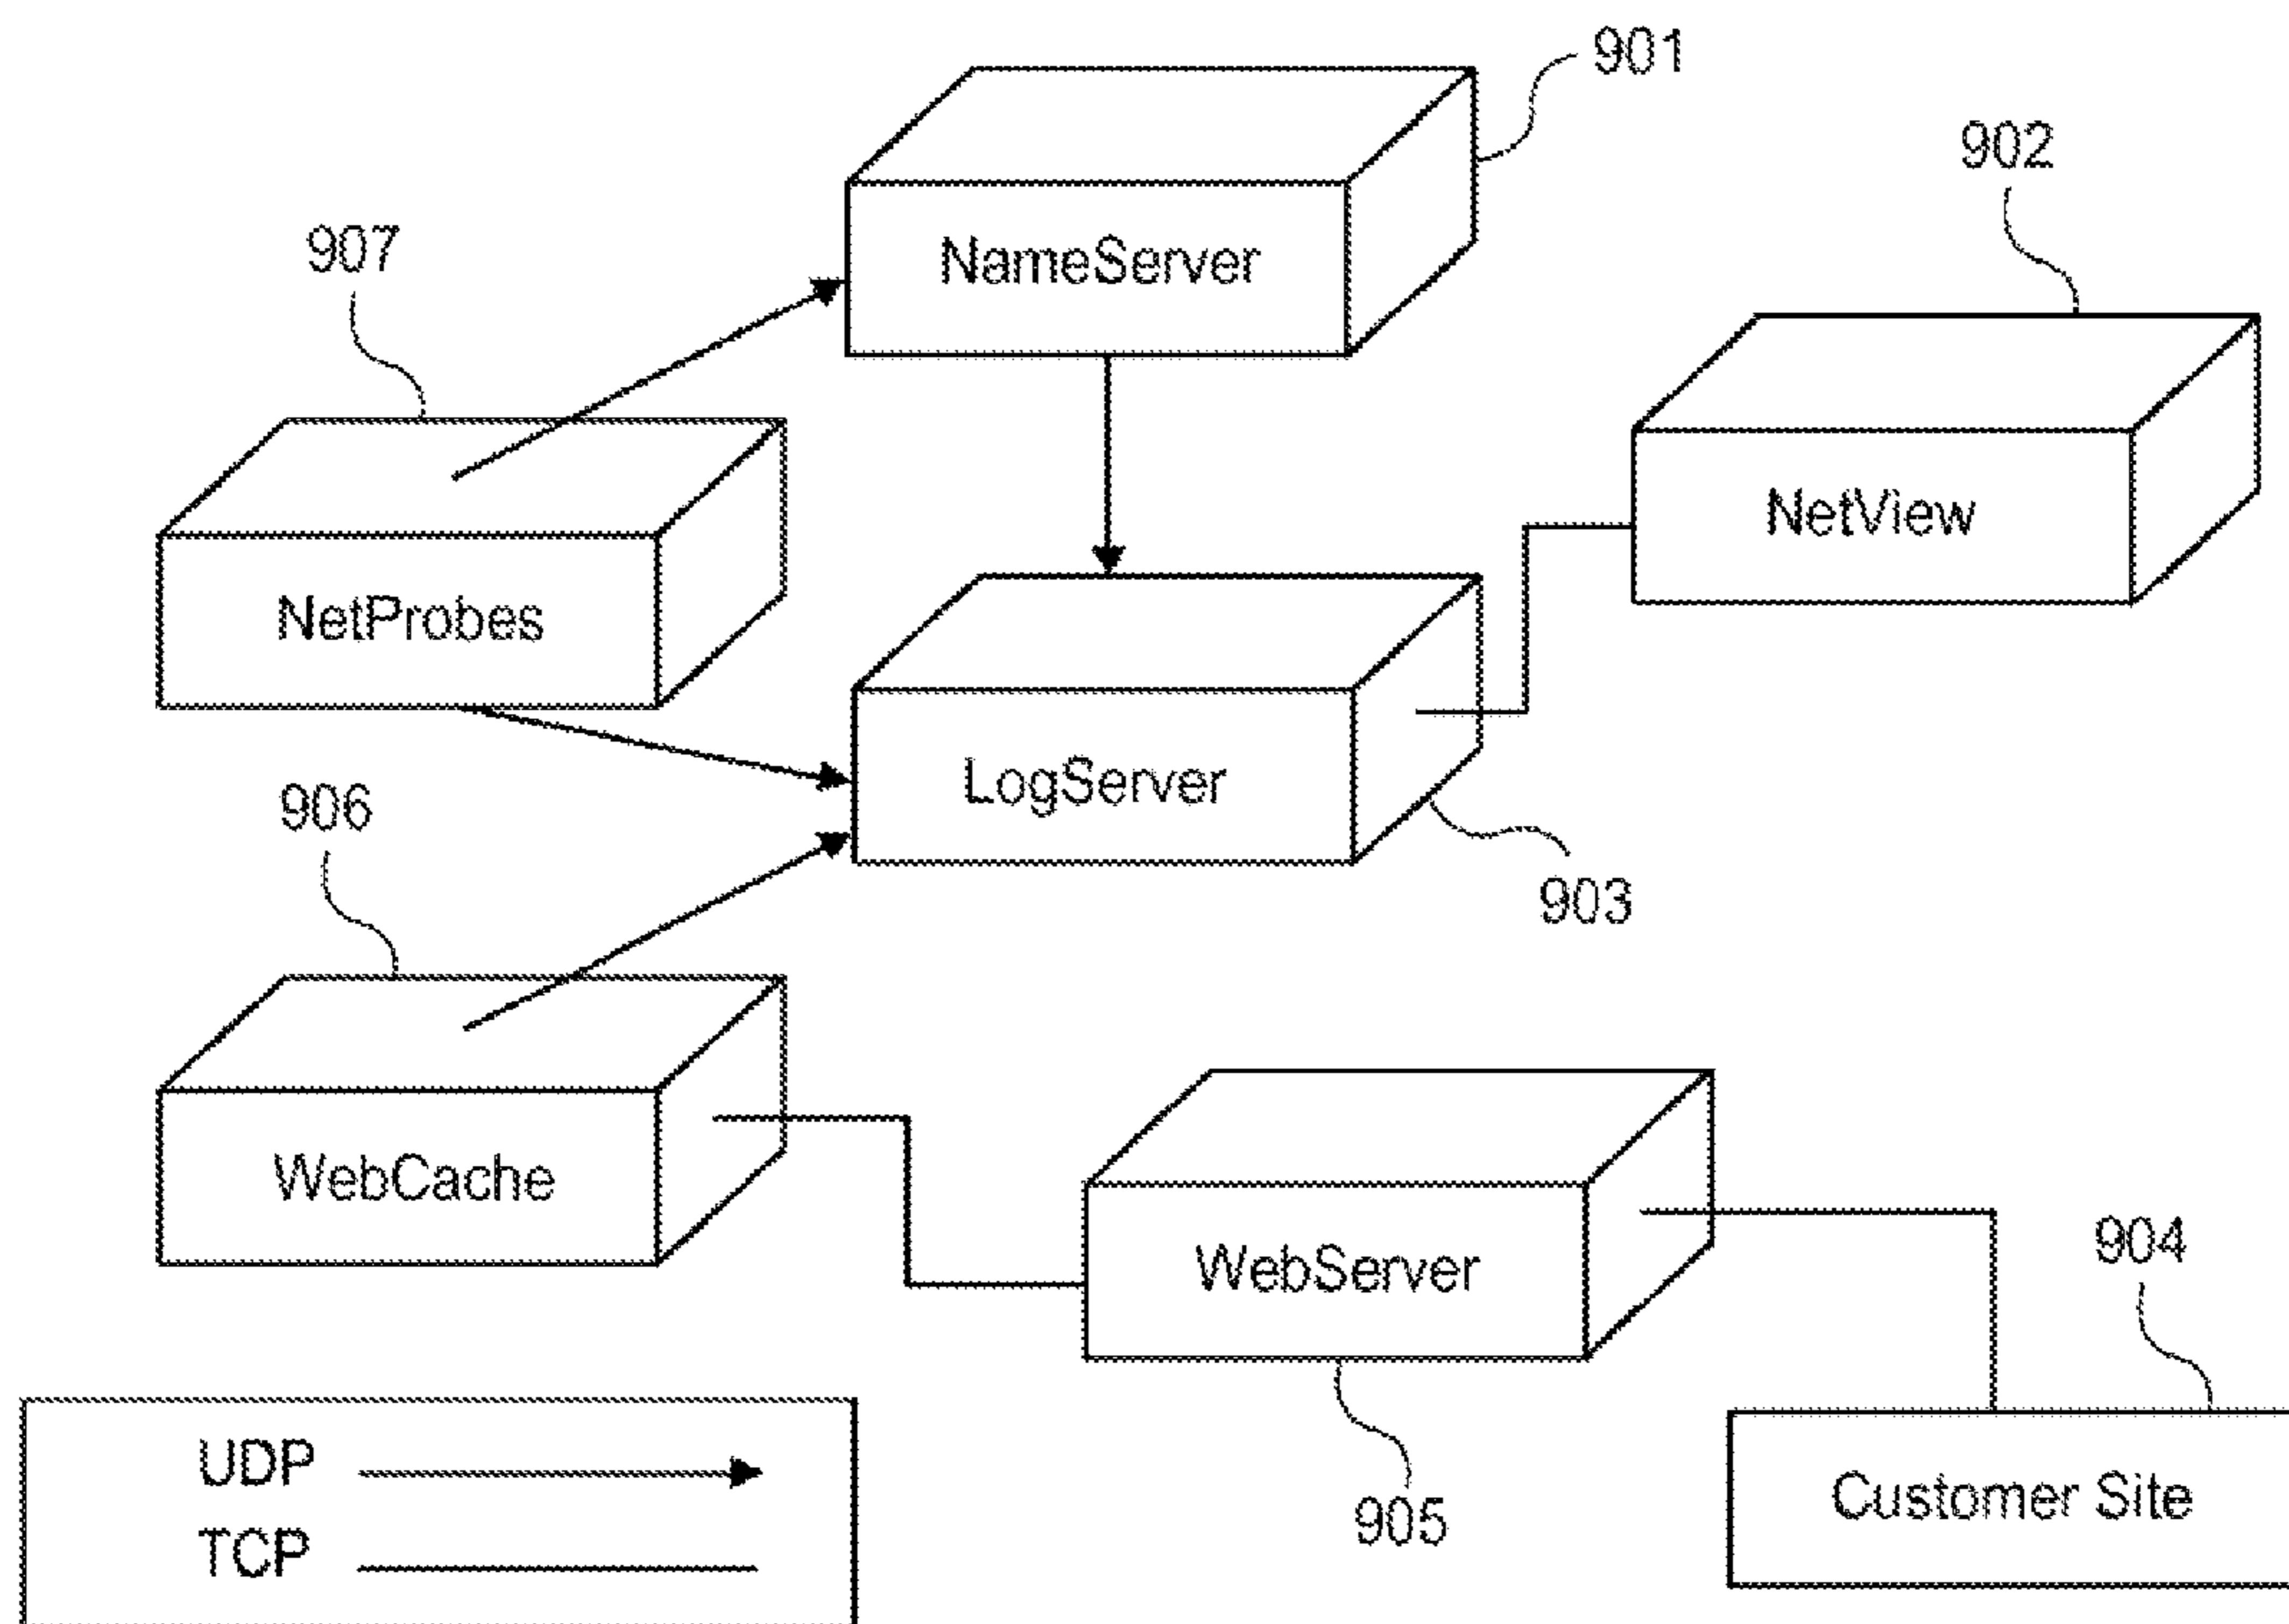 901
902
NameServer
907
NetView
NetProbes
LogServer
906
903
WebCache
WebServer
904
UDP
TCP
905
Customer Site